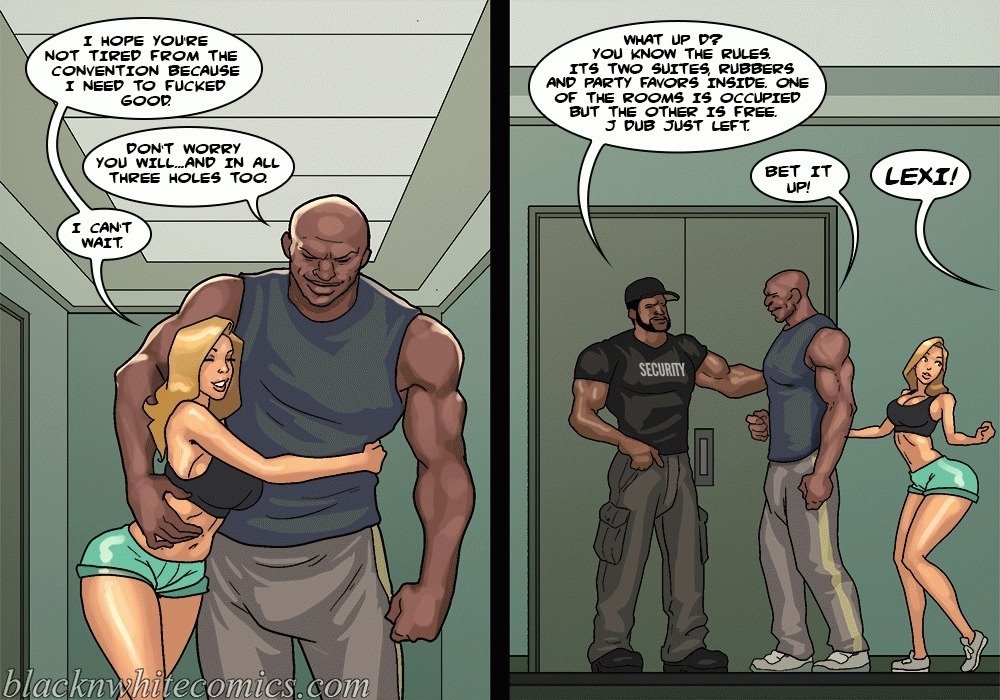 I HOPE YOU'RE
NOT TIRED FROM THE
CONVENTION BECAUSE
I NEED TO FUCKED
GOOD.
DON'T WORRY
YOU WILL...AND IN ALL
THREE HOLES TOO.
I CAN'T
WAIT.
WHAT UP D?
YOU KNOW THE RULES.
ITS TWO SUITES, RUBBERS
AND PARTY FAVORS INSIDE. ONE
OF THE ROOMS IS OCCUPIED
BUT THE OTHER IS FREE.
J DUB JUST LEFT.
BET IT
UP!
LEXI!
SECURITY
blacknwhitecomics.com